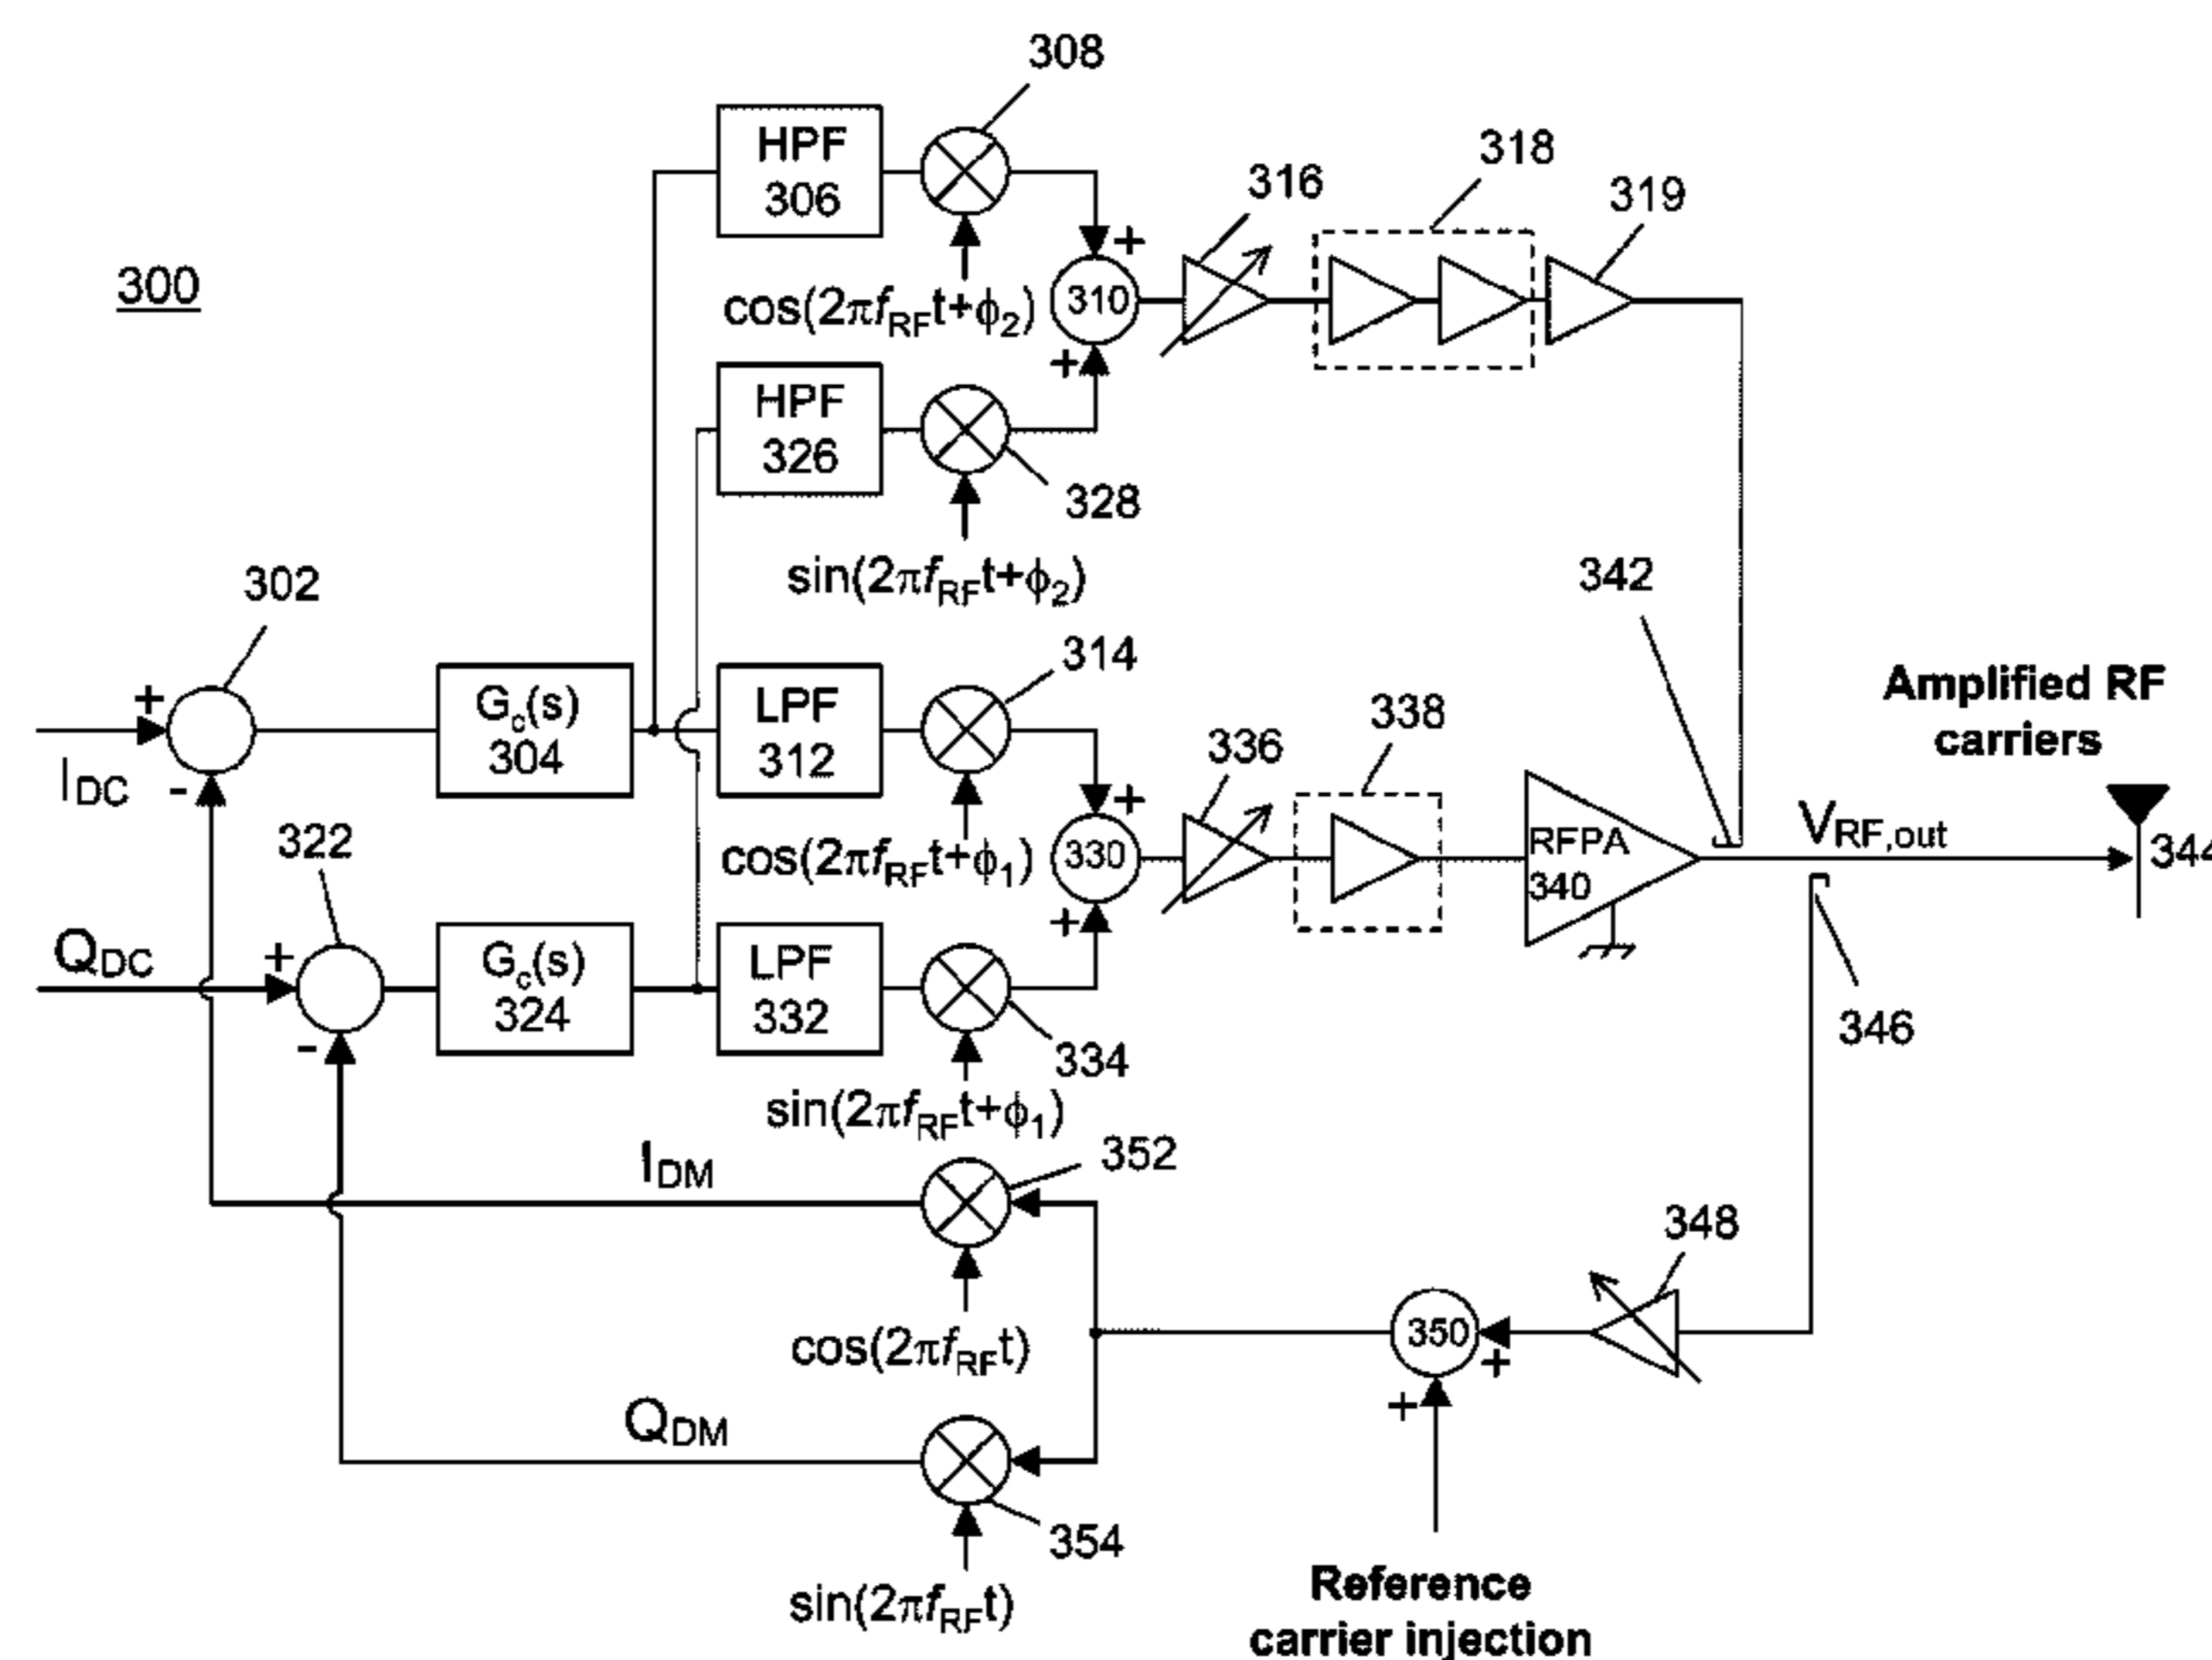 308
HPF
306
318
316
319
300
+
cos(2πfRFt+ϕ2)
310
+
HPF
326
328
sin(2πfRFt+ϕ2)
342
302
314
Amplified RF
carriers
+
Gc(s)
304
LPF
312
338
336
IDC
-
+
322
cos(2πfRFt+ϕ1)
330
RFPA
340
VRF,out
344
QDC
+
Gc(s)
324
LPF
332
+
-
334
346
sin(2πfRFt+ϕ1)
352
IDM
348
cos(2πfRFt)
350
+
+
QDM
354
sin(2πfRFt)
Reference
carrier injection